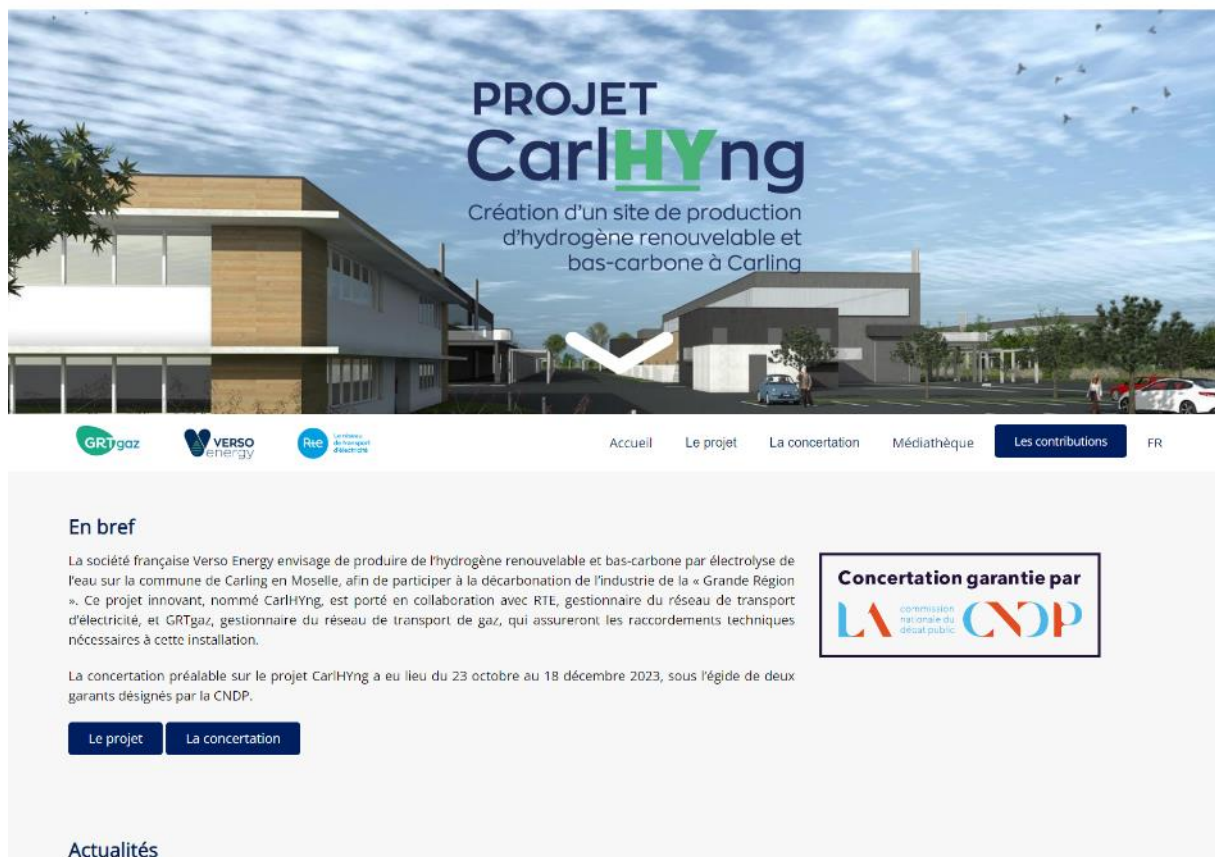 PROJET
CarlHYng
Création d'un site de production
d'hydrogène renouvelable et
bas-carbone à Carling
GRTgaz
VERSO
energy
Rte
Le réseau
de transport
d'électricité
Accueil
Le projet
La concertation
Médiathèque
Les contributions
FR
En bref
La société française Verso Energy envisage de produire de l'hydrogène renouvelable et bas-carbone par électrolyse de
l'eau sur la commune de Carling en Moselle, afin de participer à la décarbonation de l'industrie de la « Grande Région
». Ce projet innovant, nommé CarlHYng, est porté en collaboration avec RTE, gestionnaire du réseau de transport
d'électricité, et GRTgaz, gestionnaire du réseau de transport de gaz, qui assureront les raccordements techniques
nécessaires à cette installation.
La concertation préalable sur le projet CarlHYng a eu lieu du 23 octobre au 18 décembre 2023, sous l'égide de deux
garants désignés par la CNDP.
Le projet
La concertation
Concertation garantie par
LA
commission
nationale du
débat public
CNDP
Actualités